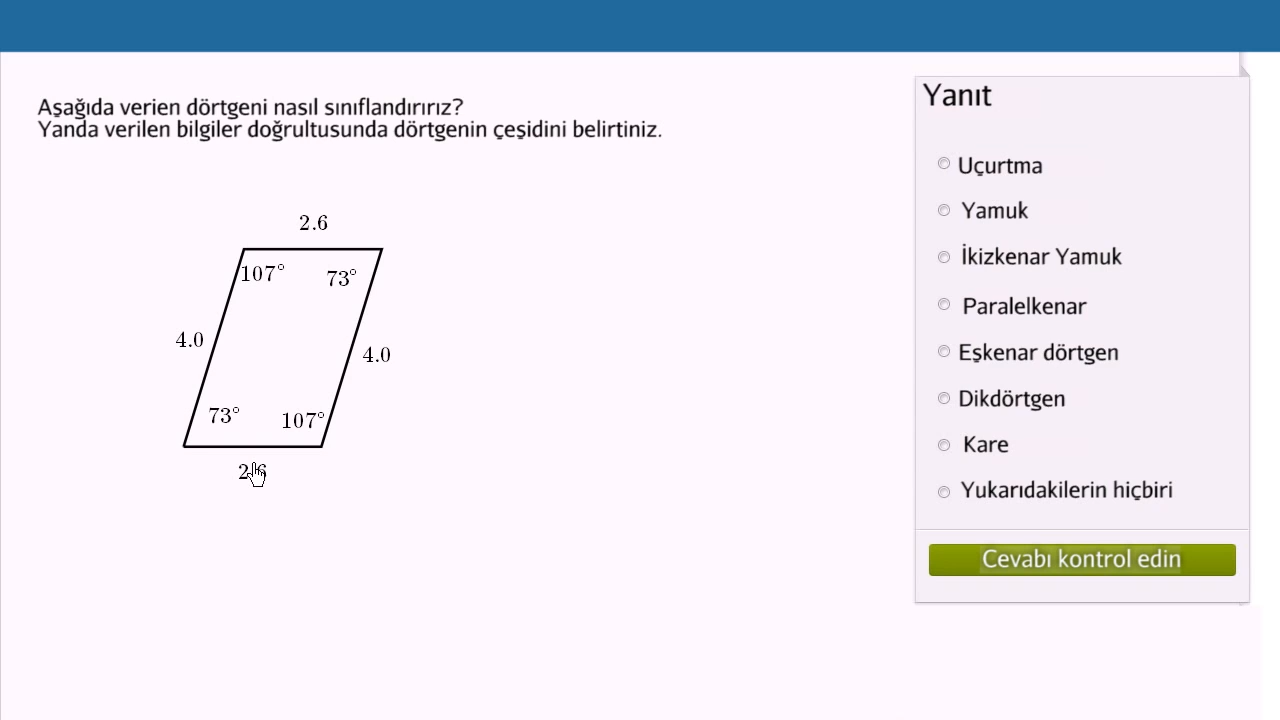 Aşağıda verien dörtgeni nasıl sınıflandırırız?
Yanda verilen bilgiler doğrultusunda dörtgenin çeşidini belirtiniz.
2.6
107° 73°
4.0
4.0
73° 107°
Yanıt
Uçurtma
Yamuk
İkizkenar Yamuk
Paralelkenar
Eşkenar dörtgen
Dikdörtgen
Kare
Yukarıdakilerin hiçbiri
Cevabı kontrol edin